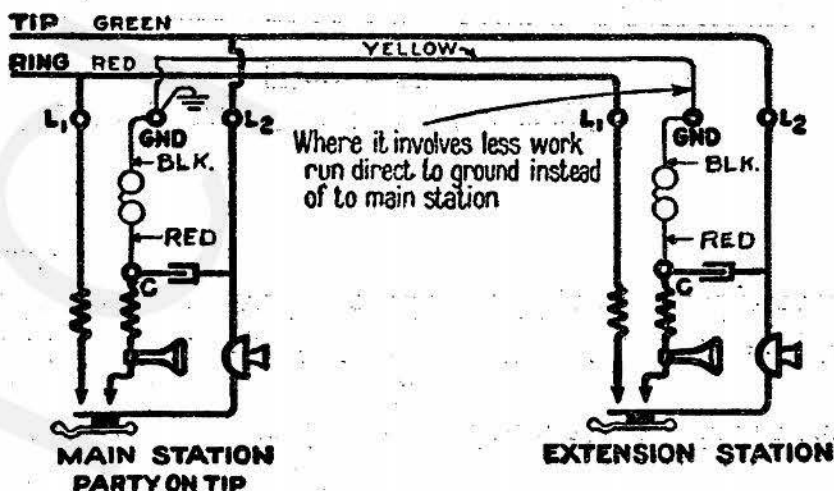 TIP GREEN
YELLOW
RING RED
L1
GND
L2
L1
GND
L2
BLK.
Where it involves less work
run direct to ground instead
of to main station
BLK.
RED
RED
C
C
MAIN STATION
PARTY ON TIP
EXTENSION STATION